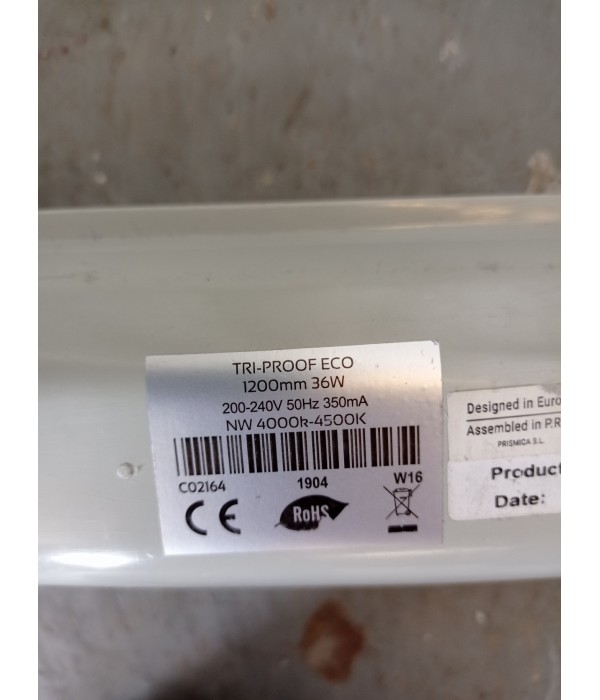 TRI-PROOF ECO
1200mm 36W
200-240V 50Hz 350mA
NW 4000k-4500K
C02164 1904 W16
CE RoHS
Designed in Euro
Assembled in P.R
PRISMICA S.L.
Product
Date: